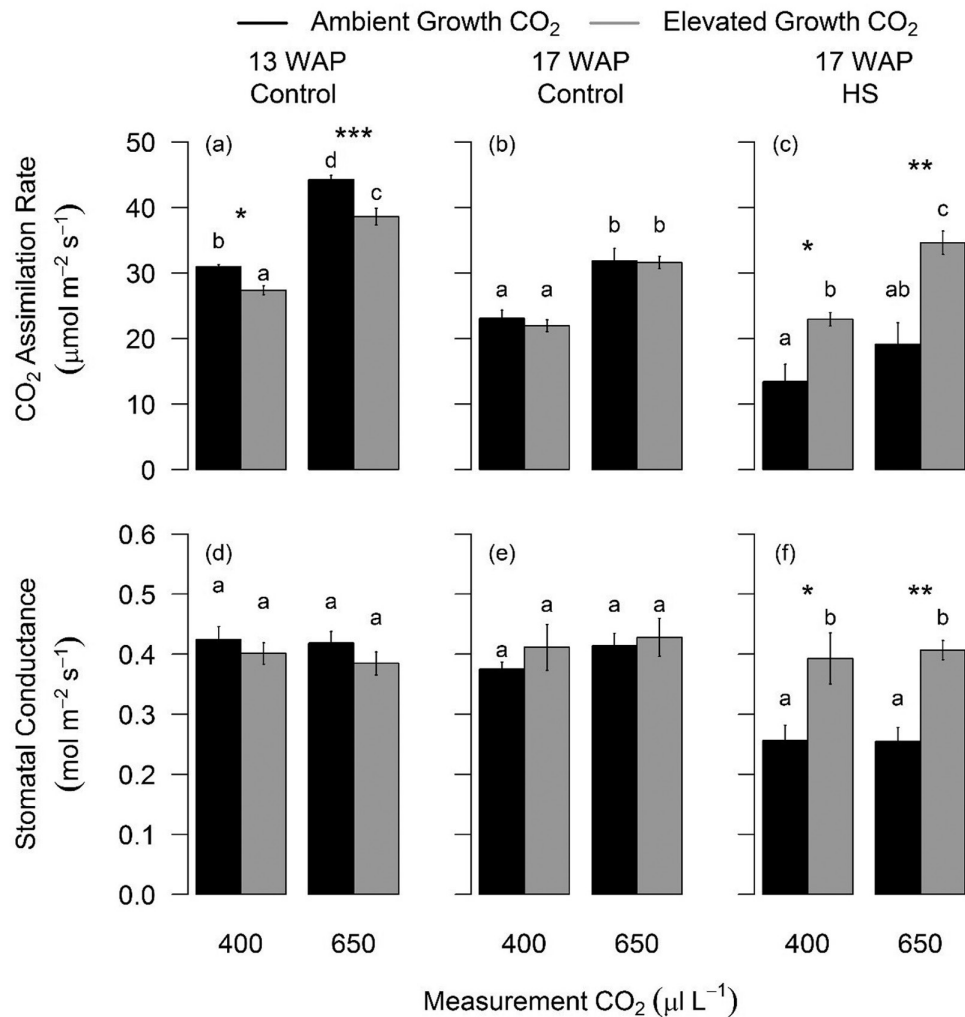 Ambient Growth CO₂ Elevated Growth CO₂
13 WAP
Control
17 WAP
Control
17 WAP
HS
CO₂ Assimilation Rate
(μmol m⁻² s⁻¹)
50
40
30
20
10
0
(a)
*
***
b
a
d
c
(b)
a
a
b
b
(c)
*
**
a
b
ab
c
Stomatal Conductance
(mol m⁻² s⁻¹)
0.6
0.5
0.4
0.3
0.2
0.1
0.0
(d)
a
a
a
a
(e)
a
a
a
a
(f)
*
**
a
b
a
b
400 650
400 650
400 650
Measurement CO₂ (μl L⁻¹)